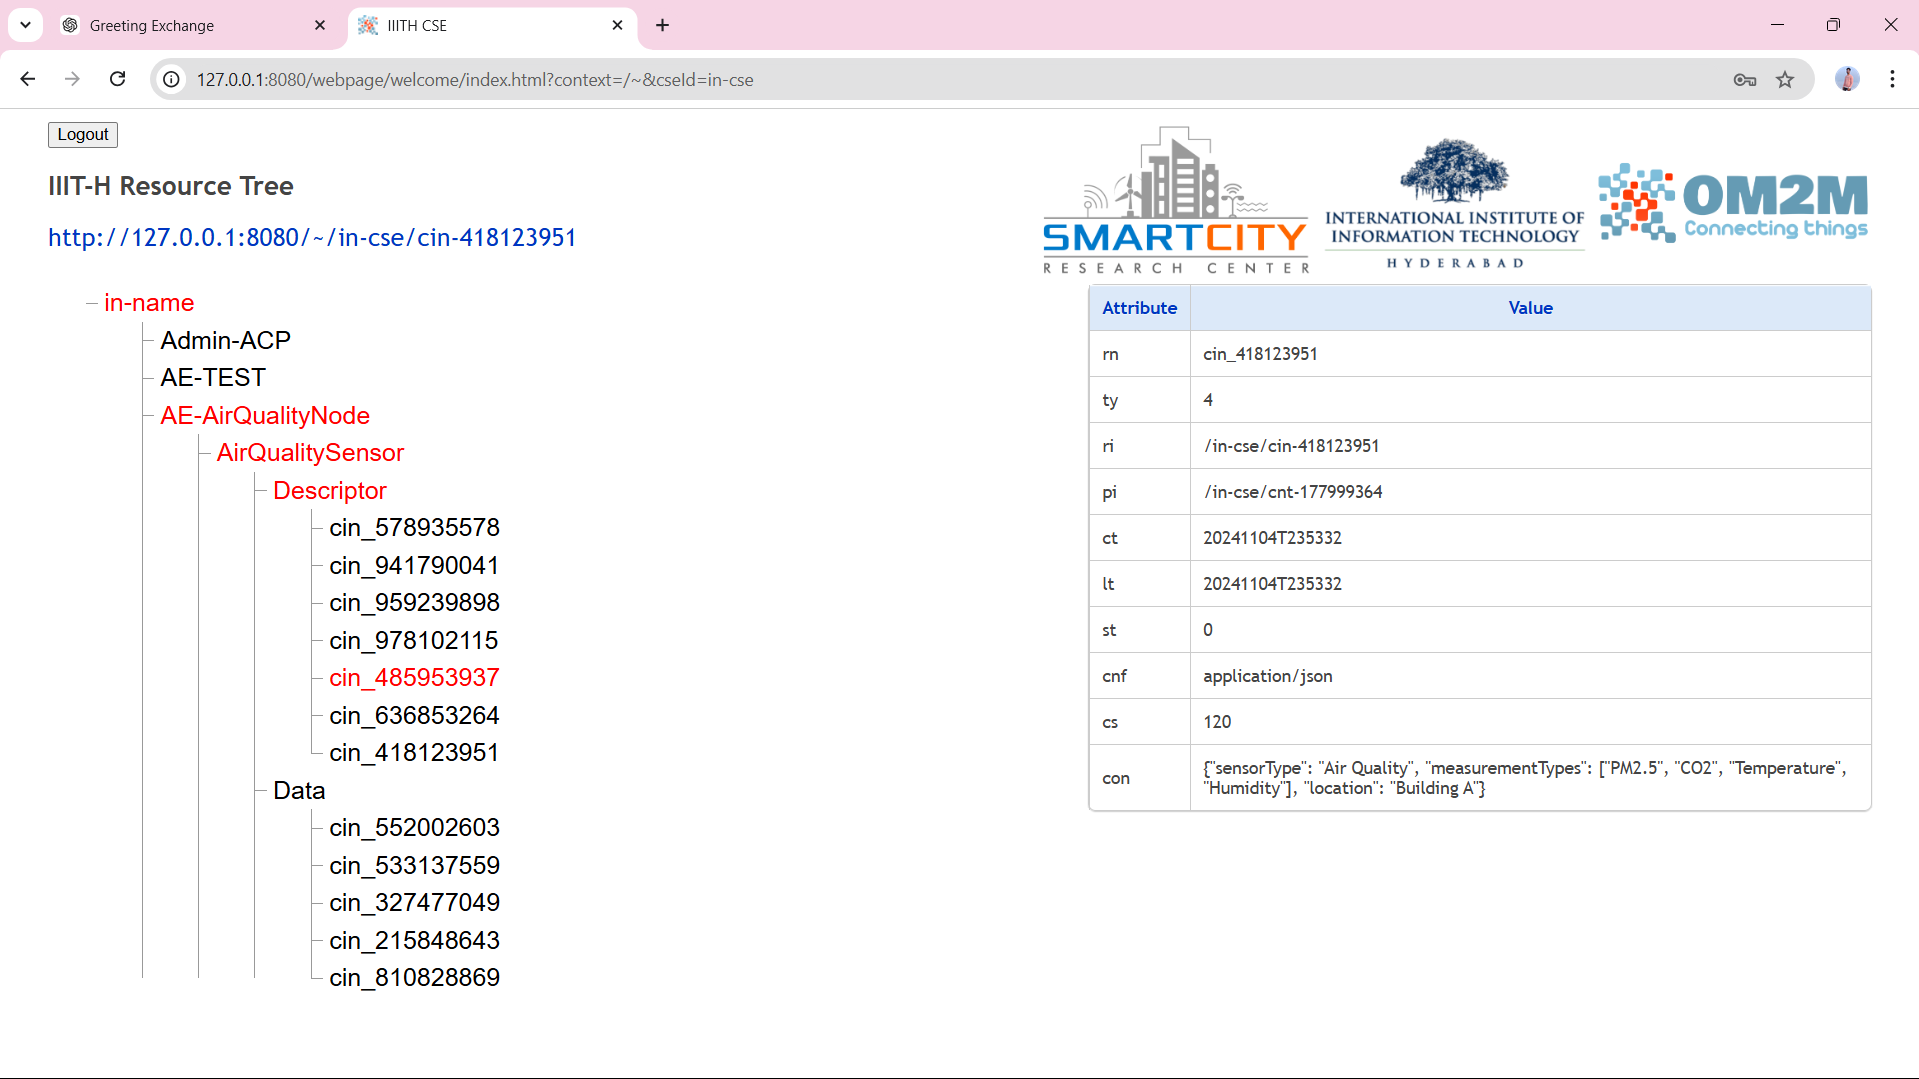 Greeting Exchange
IIITH CSE
127.0.0.1:8080/webpage/welcome/index.html?context=/~&cseId=in-cse
Logout
IIIT-H Resource Tree
http://127.0.0.1:8080/~/in-cse/cin-418123951
SMARTCITY
RESEARCH CENTER
INTERNATIONAL INSTITUTE OF
INFORMATION TECHNOLOGY
HYDERABAD
OM2M
Connecting things
in-name
Admin-ACP
AE-TEST
AE-AirQualityNode
AirQualitySensor
Descriptor
cin_578935578
cin_941790041
cin_959239898
cin_978102115
cin_485953937
cin_636853264
cin_418123951
Data
cin_552002603
cin_533137559
cin_327477049
cin_215848643
cin_810828869
Attribute Value
rn cin_418123951
ty 4
ri /in-cse/cin-418123951
pi /in-cse/cnt-177999364
ct 20241104T235332
lt 20241104T235332
st 0
cnf application/json
cs 120
con {"sensorType": "Air Quality", "measurementTypes": ["PM2.5", "CO2", "Temperature",
"Humidity"], "location": "Building A"}